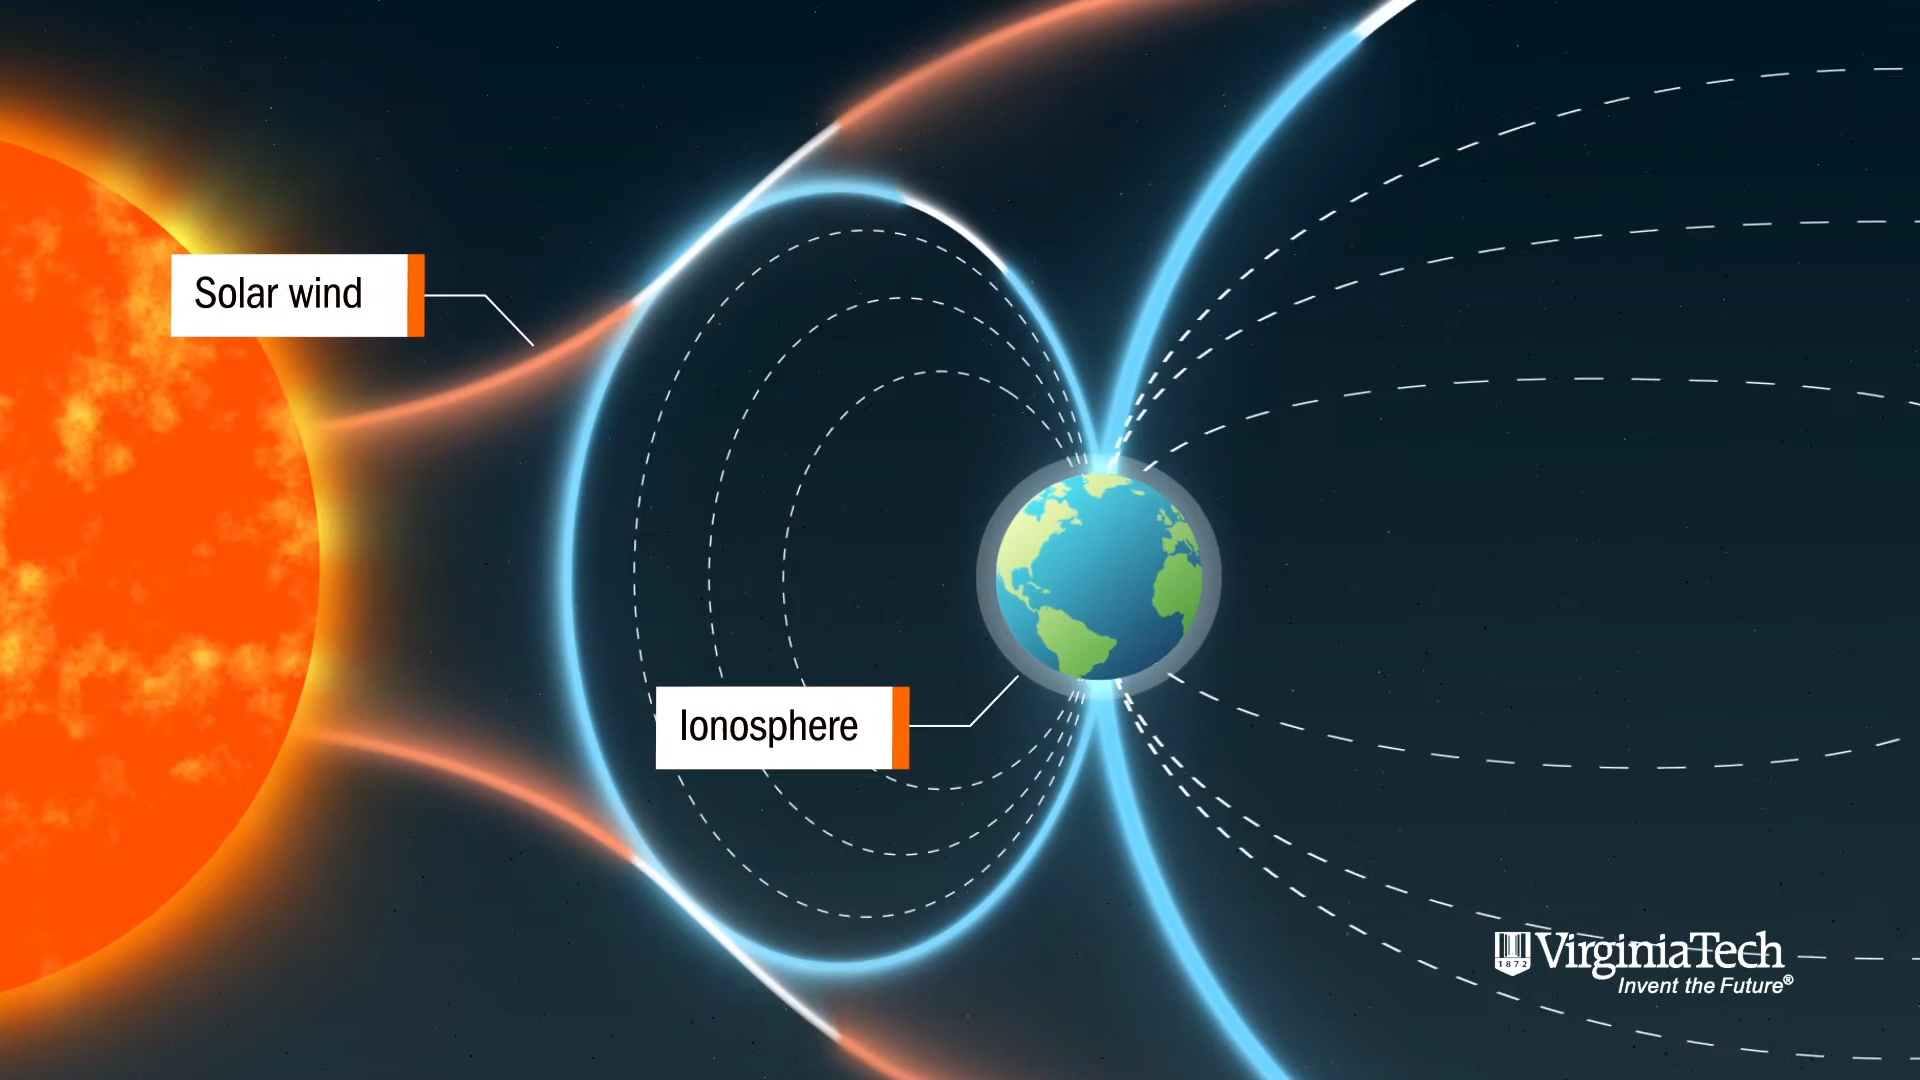 Solar wind
Ionosphere
VirginiaTech
1872
Invent the Future®